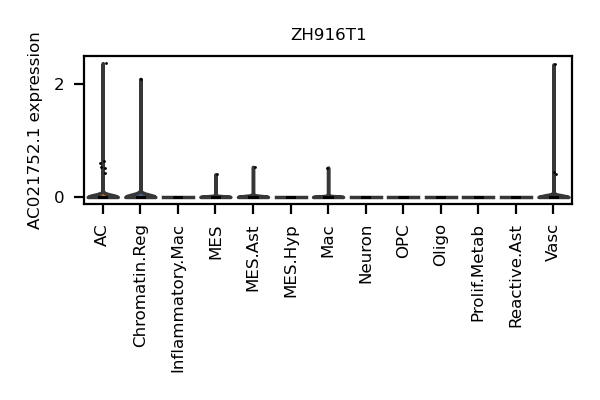 ZH916T1
AC021752.1 expression
2
0
AC
Chromatin.Reg
Inflammatory.Mac
MES
MES.Ast
MES.Hyp
Mac
Neuron
OPC
Oligo
Prolif.Metab
Reactive.Ast
Vasc